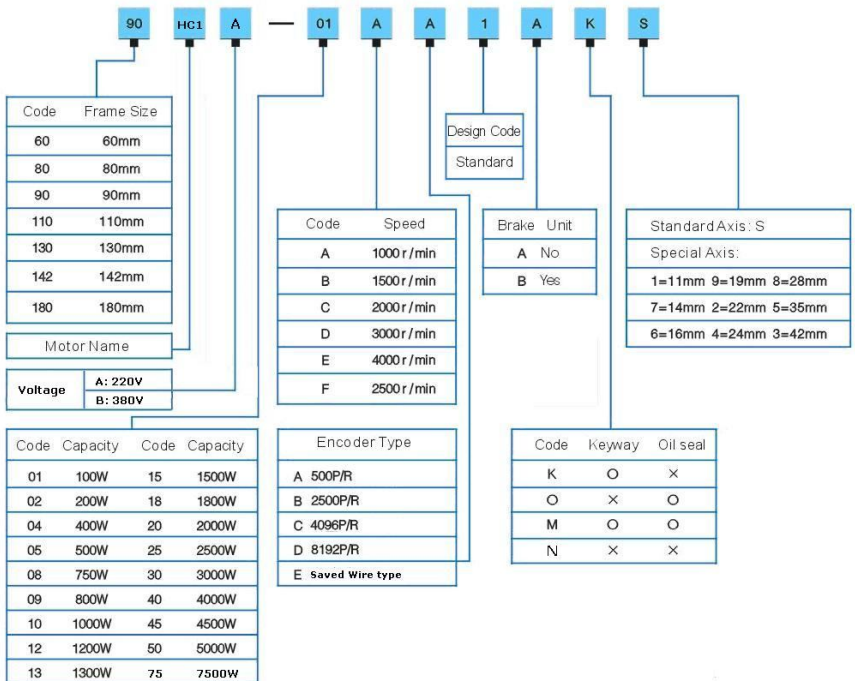 90 HC1 A — 01 A A 1 A K S
Code Frame Size
60 60mm
80 80mm
90 90mm
110 110mm
130 130mm
142 142mm
180 180mm
Motor Name
Voltage
A: 220V
B: 380V
Code Capacity Code Capacity
01 100W 15 1500W
02 200W 18 1800W
04 400W 20 2000W
05 500W 25 2500W
08 750W 30 3000W
09 800W 40 4000W
10 1000W 45 4500W
12 1200W 50 5000W
13 1300W 75 7500W
Code Speed
A 1000 r/min
B 1500 r/min
C 2000 r/min
D 3000 r/min
E 4000 r/min
F 2500 r/min
Encoder Type
A 500P/R
B 2500P/R
C 4096P/R
D 8192P/R
E Saved Wire type
Design Code
Standard
Brake Unit
A No
B Yes
Code Keyway Oil seal
K O ×
O × O
M O O
N × ×
Standard Axis: S
Special Axis:
1=11mm 9=19mm 8=28mm
7=14mm 2=22mm 5=35mm
6=16mm 4=24mm 3=42mm